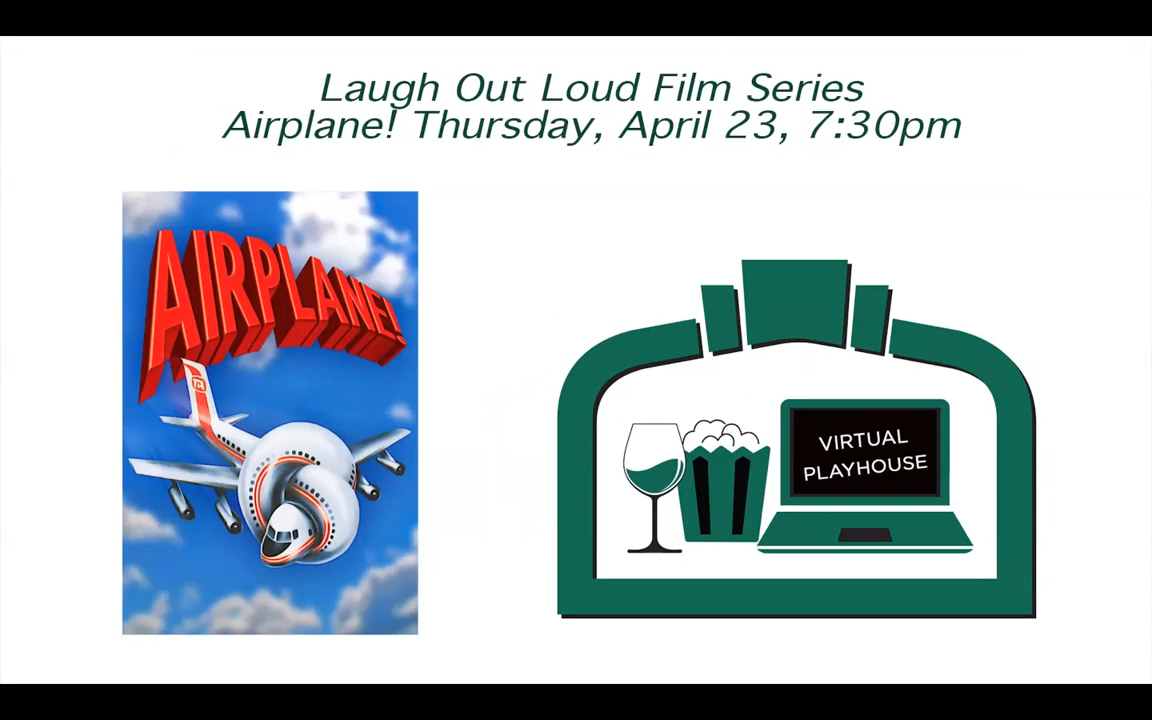 Laugh Out Loud Film Series
Airplane! Thursday, April 23, 7:30pm
AIRPLANE!
VIRTUAL
PLAYHOUSE